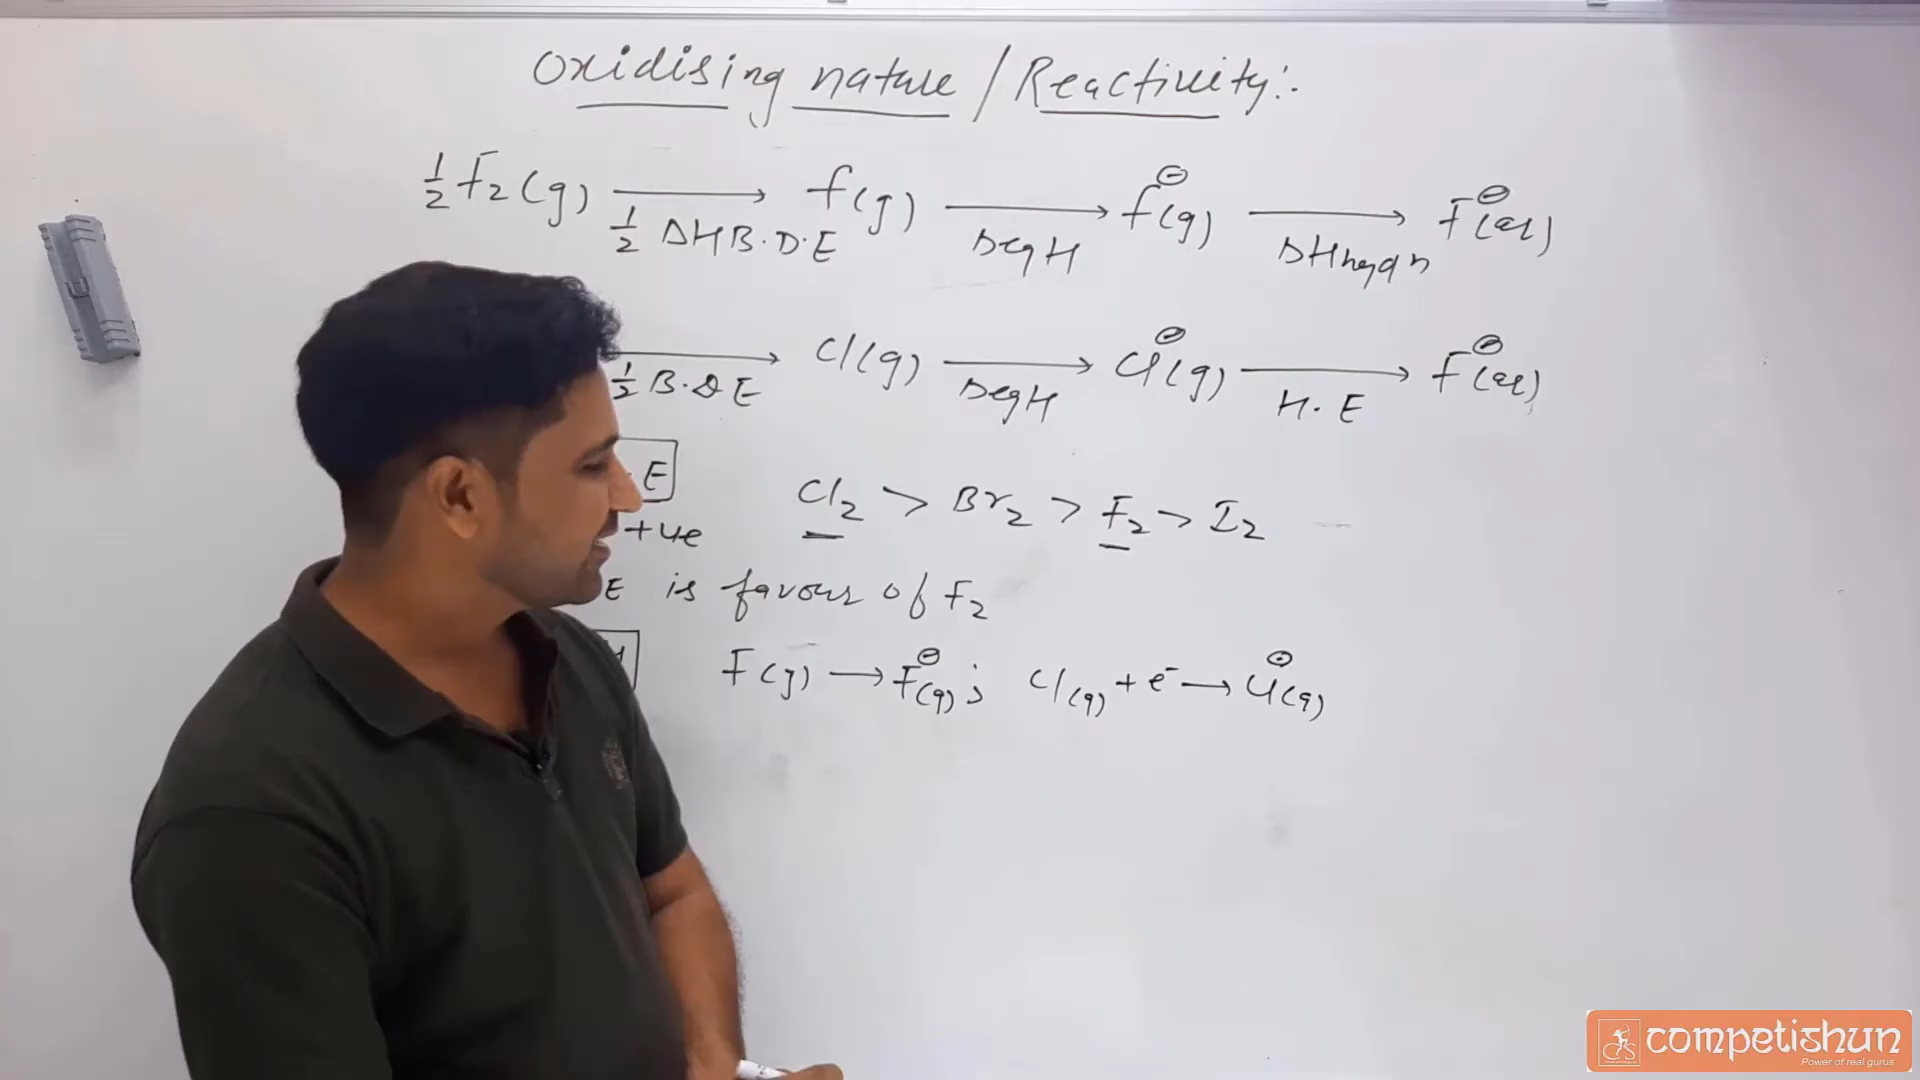 Oxidising nature / Reactivity:-
½ F₂(g) ⟶ f(g) ⟶ f⊖(g) ⟶ F⊖(aq)
½ ΔH B.D.E ΔegH ΔHhydn
⟶ Cl(g) ⟶ Cl⊖(g) ⟶ F⊖(aq)
½ B.D.E ΔegH H.E
E
Cl₂ > Br₂ > F₂ > I₂
+ve
E is favour of F₂
H
F(g) ⟶ F⊖(g); Cl(g) + e⁻ ⟶ Cl⊖(g)
competishun
Power of real gurus